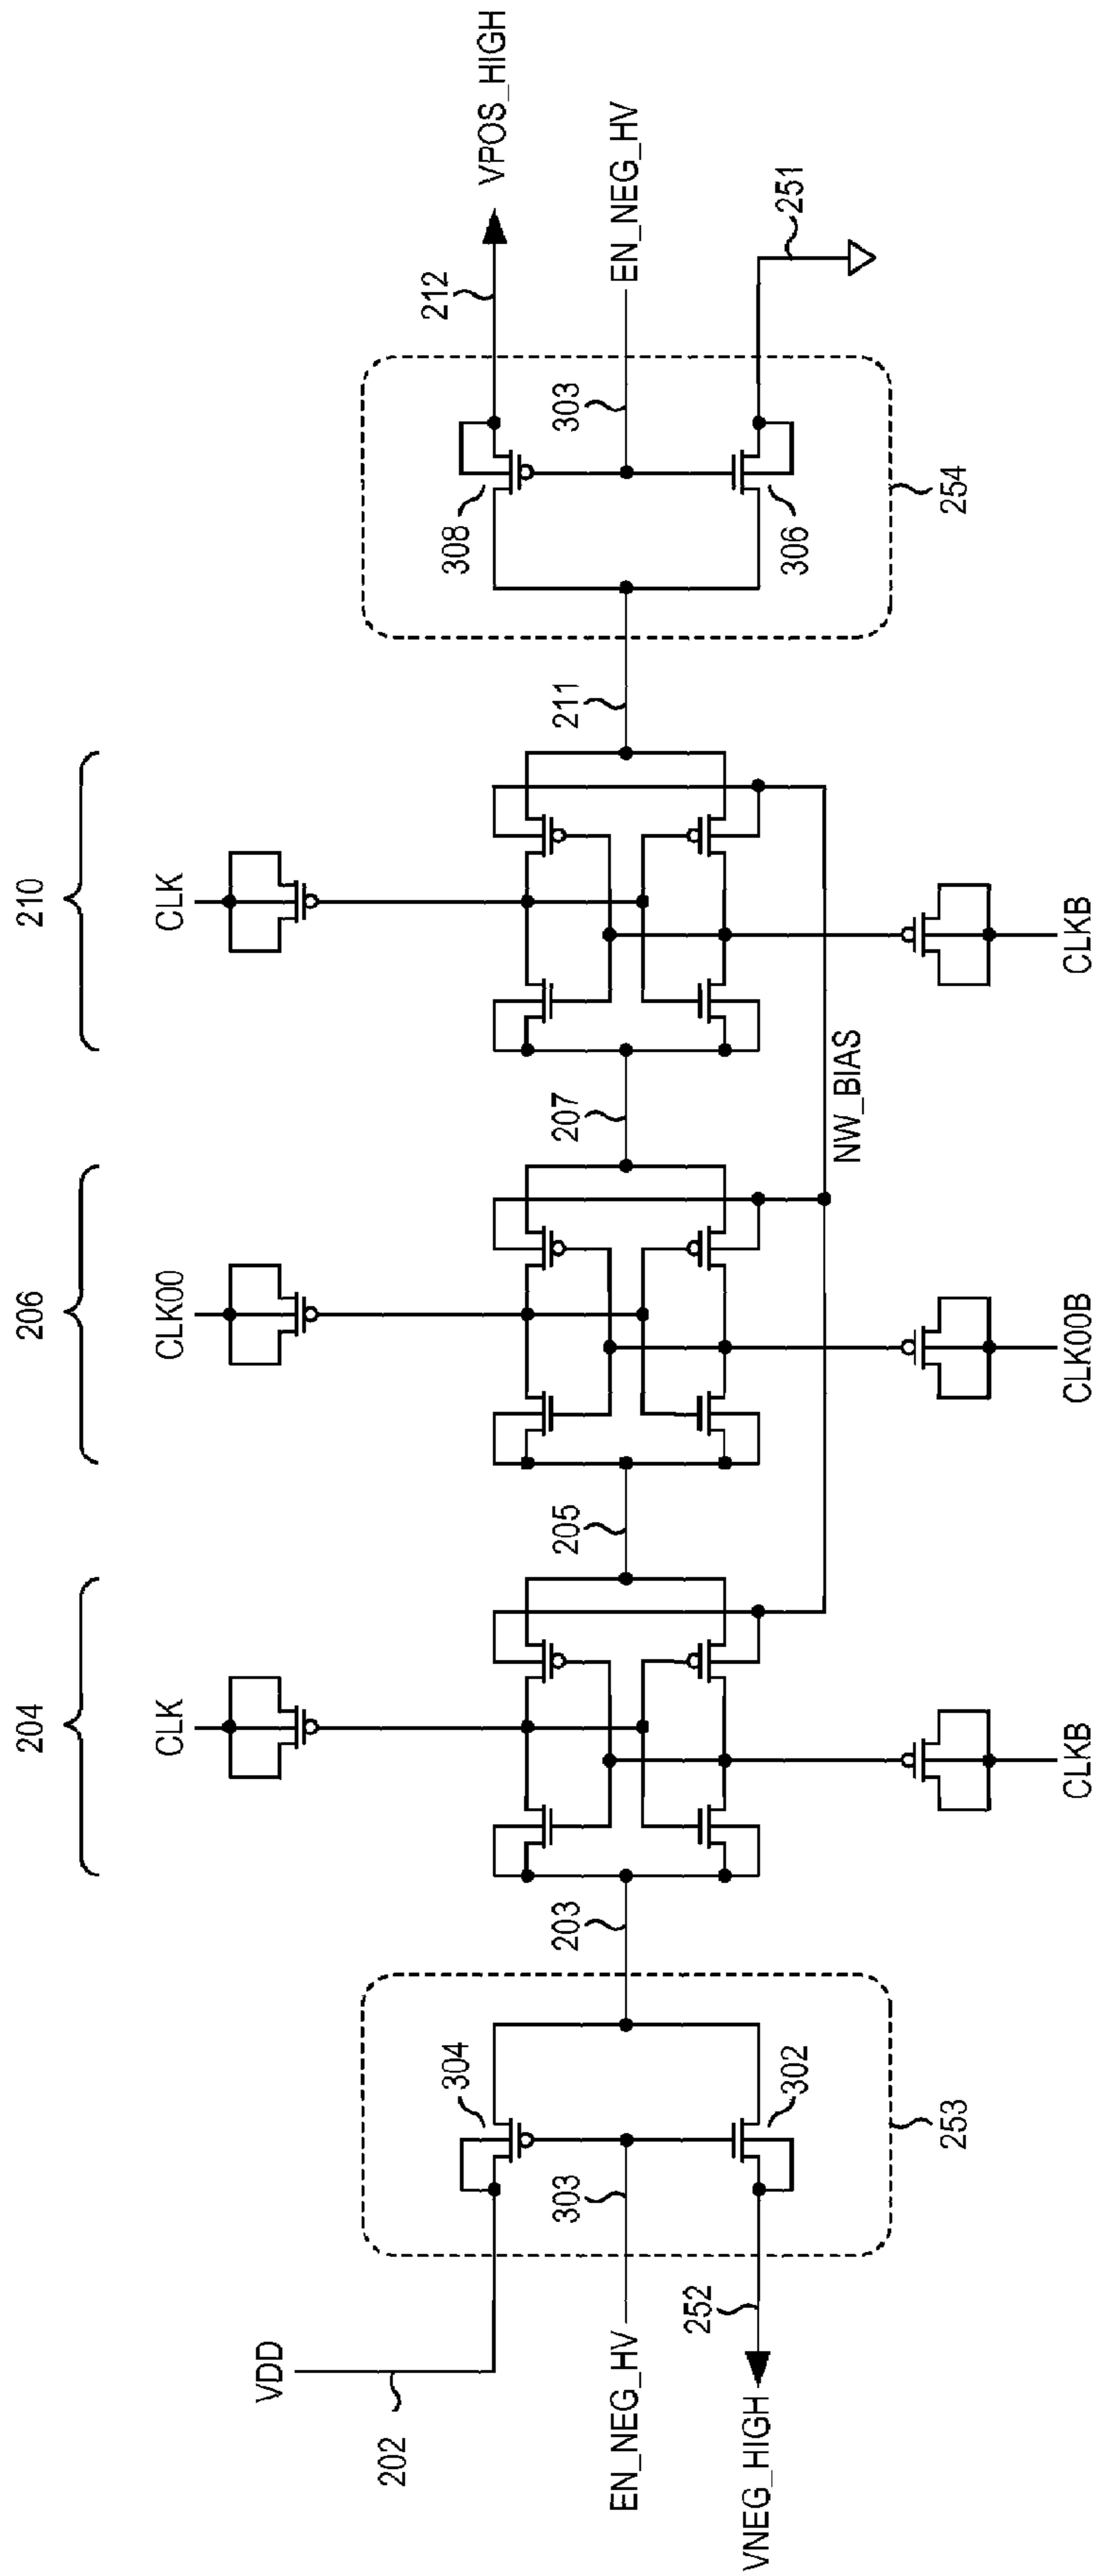 204
206
210
CLK
CLK00
CLK
VDD
202
304
203
205
207
211
308
212
VPOS_HIGH
EN_NEG_HV
303
303
EN_NEG_HV
VNEG_HIGH
252
302
306
251
253
254
NW_BIAS
CLKB
CLK00B
CLKB